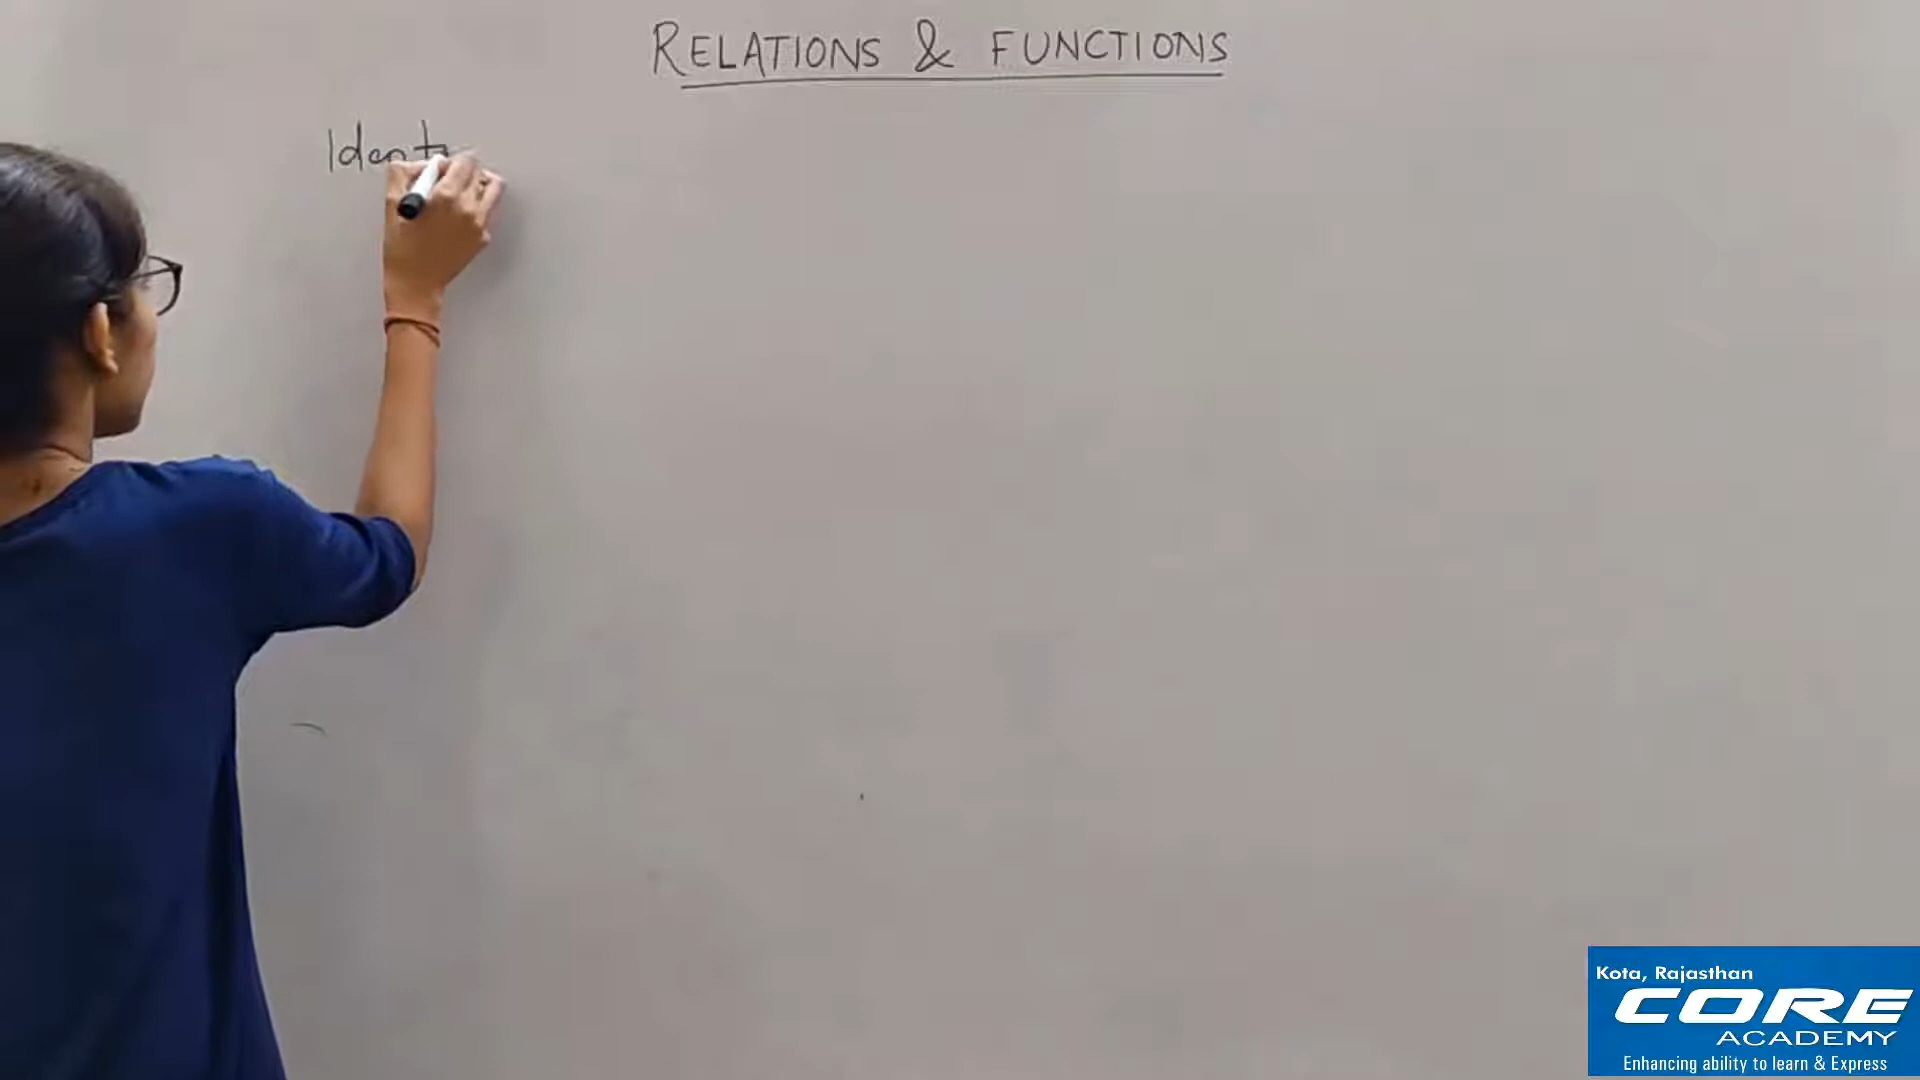 RELATIONS & FUNCTIONS
Kota, Rajasthan
CORE
ACADEMY
Enhancing ability to learn & Express